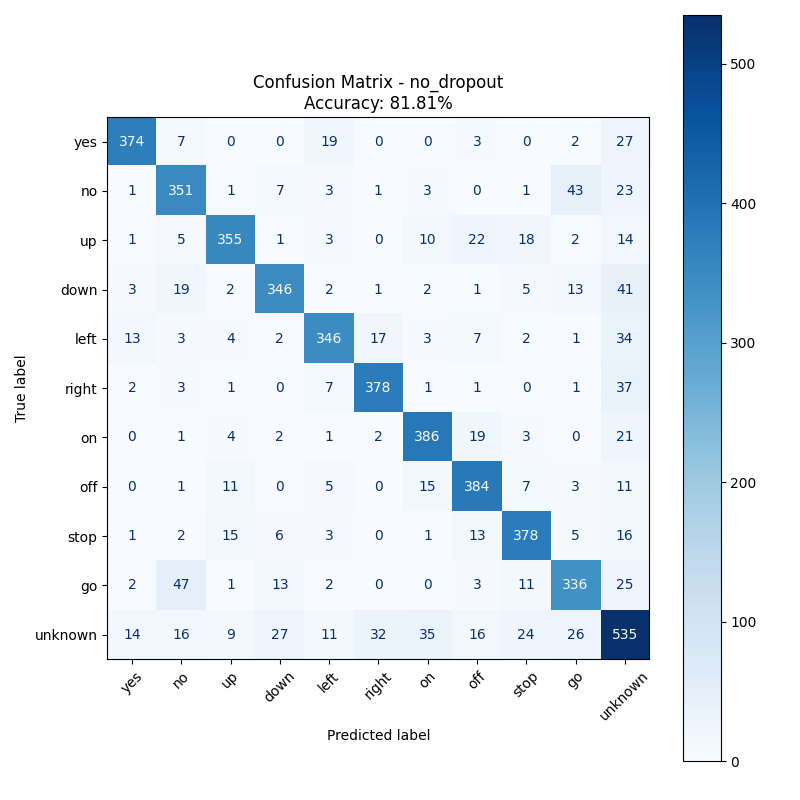 Confusion Matrix - no_dropout
Accuracy: 81.81%
True label
yes 374 7 0 0 19 0 0 3 0 2 27
no 1 351 1 7 3 1 3 0 1 43 23
up 1 5 355 1 3 0 10 22 18 2 14
down 3 19 2 346 2 1 2 1 5 13 41
left 13 3 4 2 346 17 3 7 2 1 34
right 2 3 1 0 7 378 1 1 0 1 37
on 0 1 4 2 1 2 386 19 3 0 21
off 0 1 11 0 5 0 15 384 7 3 11
stop 1 2 15 6 3 0 1 13 378 5 16
go 2 47 1 13 2 0 0 3 11 336 25
unknown 14 16 9 27 11 32 35 16 24 26 535
yes no up down left right on off stop go unknown
Predicted label
500
400
300
200
100
0